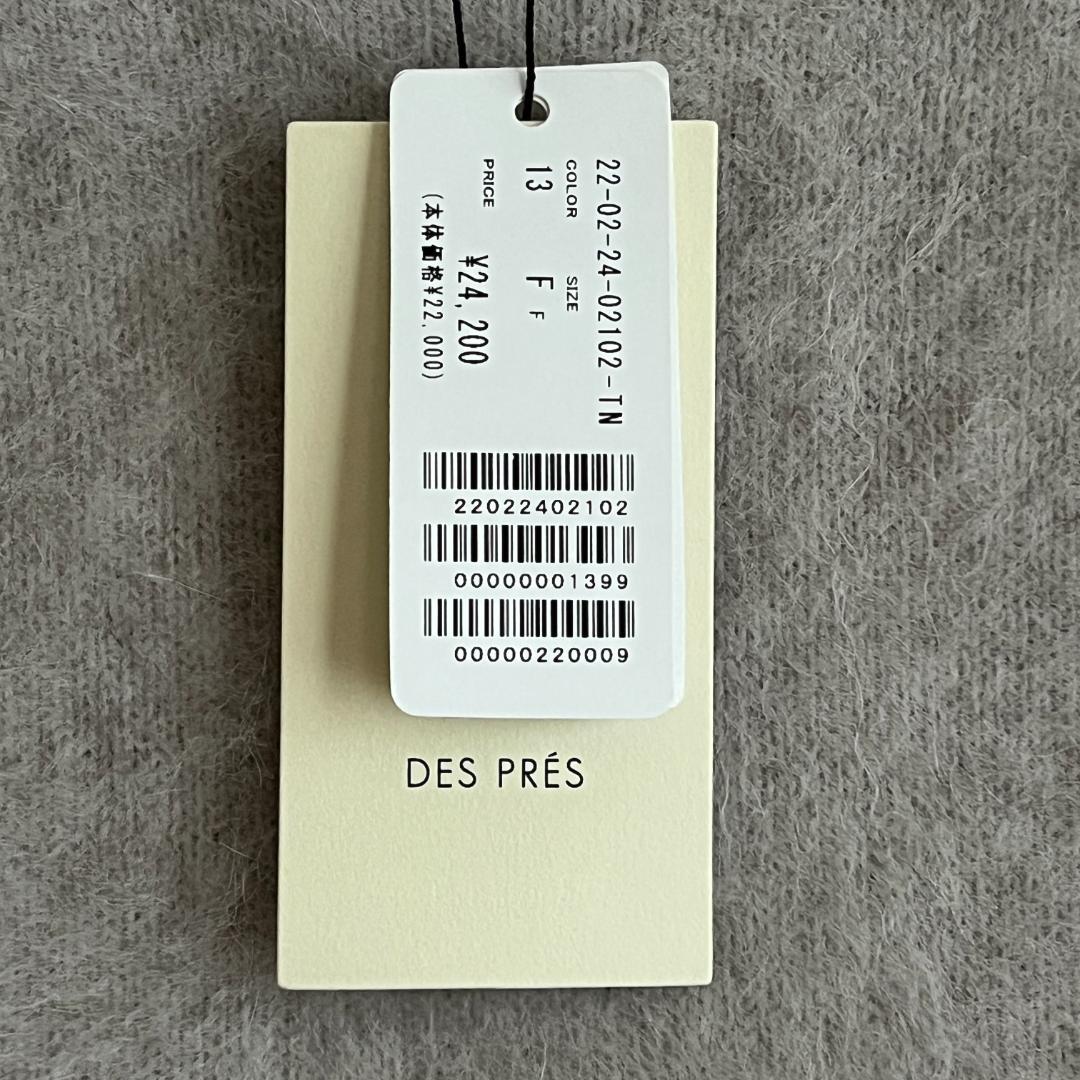 22-02-24-02102-TN
COLOR SIZE
13 F F
PRICE
¥24,200
(本体価格¥22,000)
22022402102
00000001399
00000220009
DES PRÉS